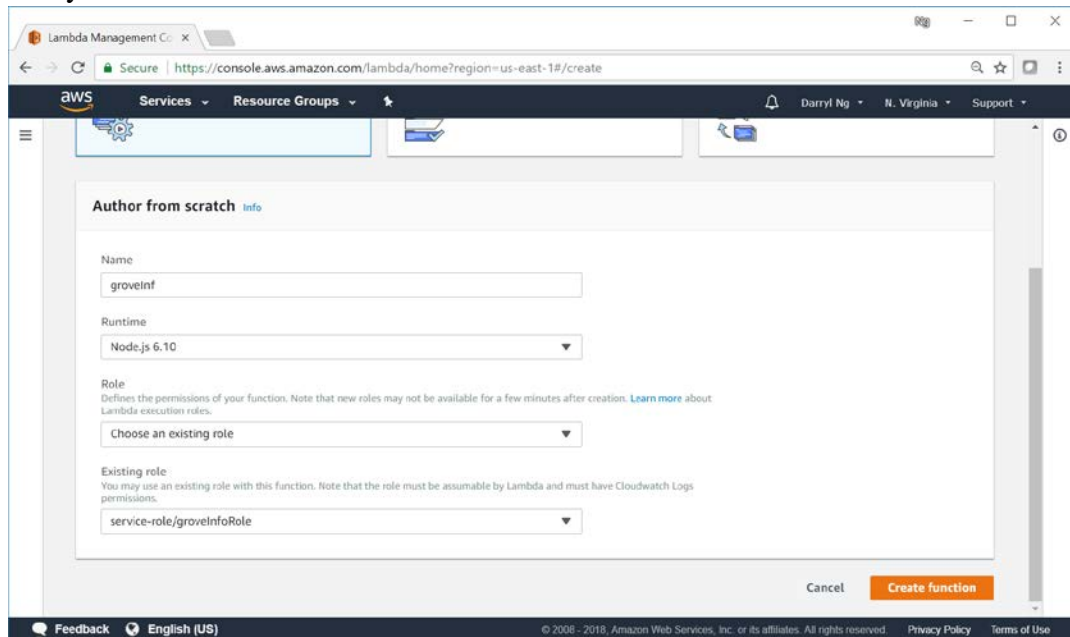 Lambda Management Co
Secure | https://console.aws.amazon.com/lambda/home?region=us-east-1#/create
aws Services Resource Groups Darryl Ng N. Virginia Support
Author from scratch Info
Name
groveInf
Runtime
Node.js 6.10
Role
Defines the permissions of your function. Note that new roles may not be available for a few minutes after creation. Learn more about
Lambda execution roles.
Choose an existing role
Existing role
You may use an existing role with this function. Note that the role must be assumable by Lambda and must have Cloudwatch Logs
permissions.
service-role/groveInfoRole
Cancel Create function
Feedback English (US) © 2008 - 2018, Amazon Web Services, Inc. or its affiliates. All rights reserved. Privacy Policy Terms of Use